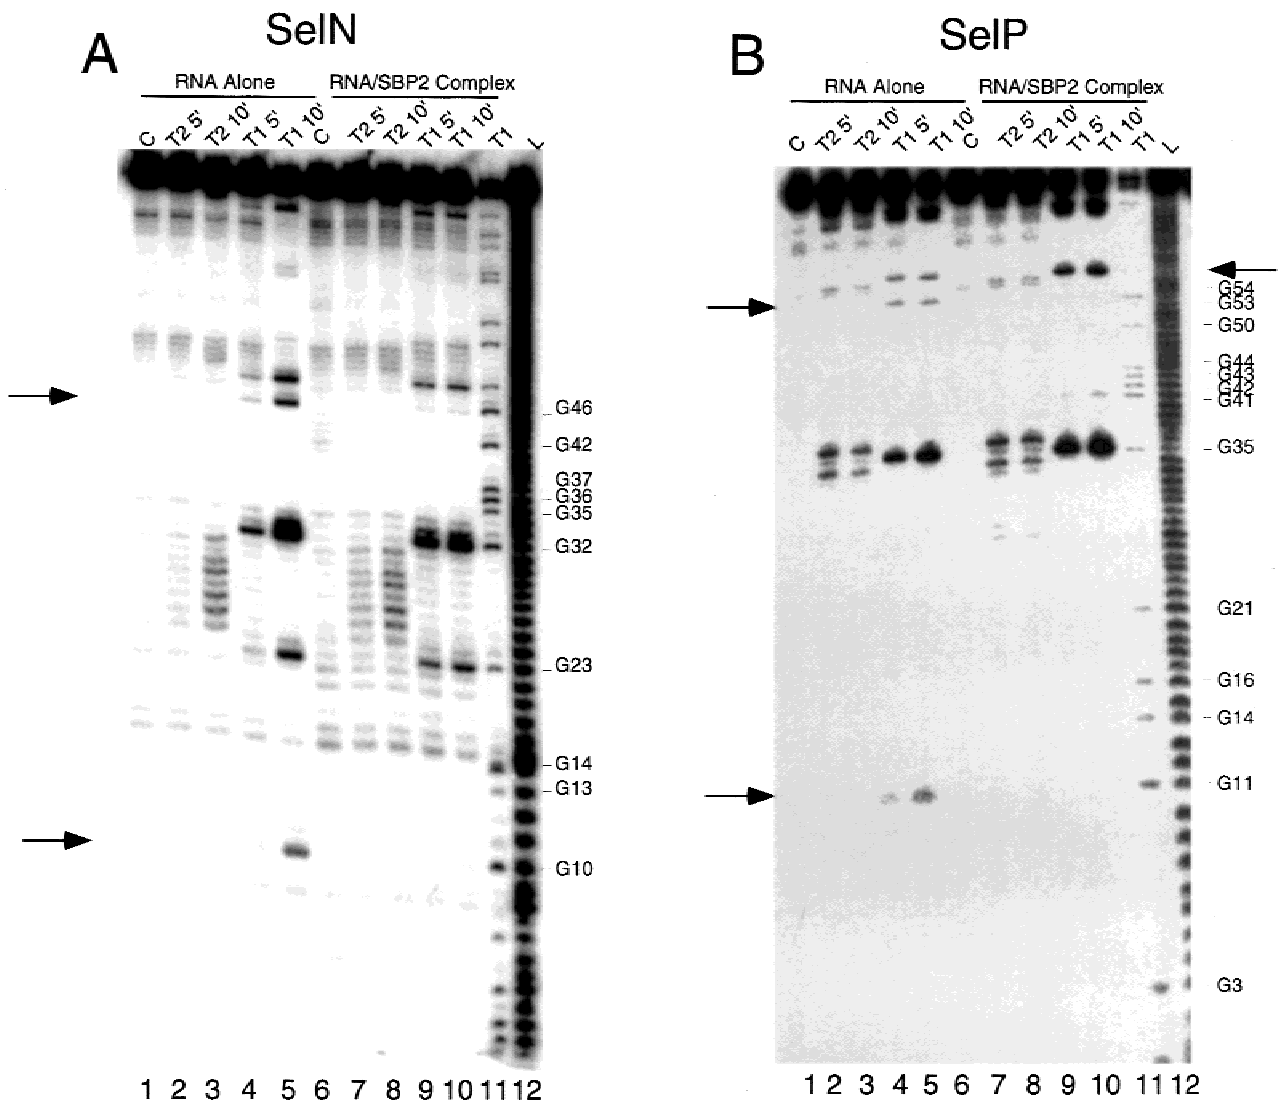 A
SelN
RNA Alone
RNA/SBP2 Complex
C
T2 5'
T2 10'
T1 5'
T1 10'
C
T2 5'
T2 10'
T1 5'
T1 10'
T1
L
G46
G42
G37
G36
G35
G32
G23
G14
G13
G10
1 2 3 4 5 6 7 8 9 10 11 12
B
SelP
RNA Alone
RNA/SBP2 Complex
C
T2 5'
T2 10'
T1 5'
T1 10'
C
T2 5'
T2 10'
T1 5'
T1 10'
T1
L
G54
G53
G50
G44
G43
G42
G41
G35
G21
G16
G14
G11
G3
1 2 3 4 5 6 7 8 9 10 11 12